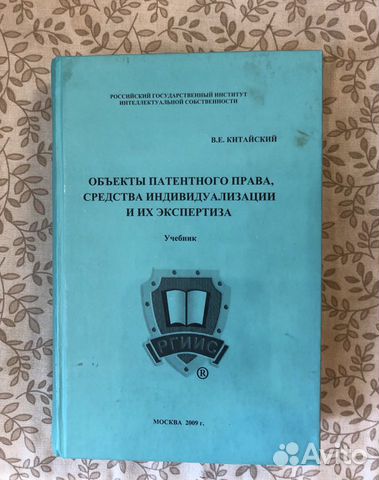 РОССИЙСКИЙ ГОСУДАРСТВЕННЫЙ ИНСТИТУТ
ИНТЕЛЛЕКТУАЛЬНОЙ СОБСТВЕННОСТИ
В.Е. КИТАЙСКИЙ
ОБЪЕКТЫ ПАТЕНТНОГО ПРАВА,
СРЕДСТВА ИНДИВИДУАЛИЗАЦИИ
И ИХ ЭКСПЕРТИЗА
Учебник
РГИИС
®
МОСКВА 2009 г.
Avito